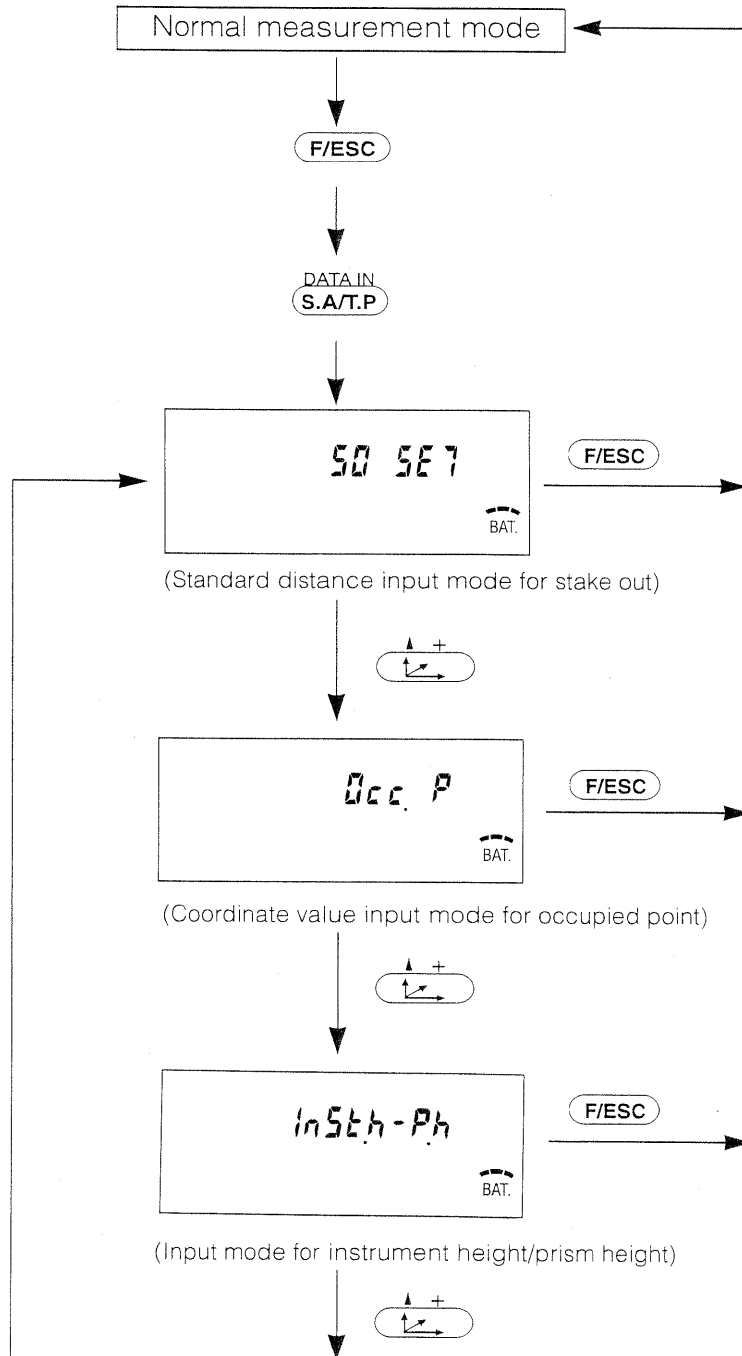 Normal measurement mode
F/ESC
DATA IN
S.A/T.P
SO SET
F/ESC
BAT.
(Standard distance input mode for stake out)
+
Occ. P
F/ESC
BAT.
(Coordinate value input mode for occupied point)
+
InSt.h-P.h
F/ESC
BAT.
(Input mode for instrument height/prism height)
+